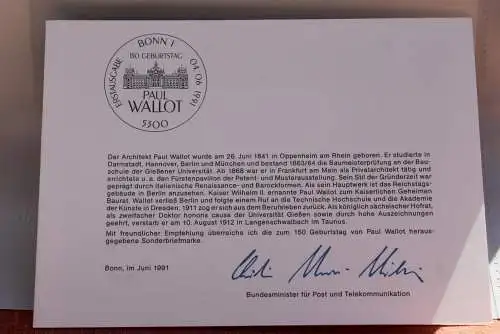 BONN 1
150. GEBURTSTAG
ERSTAUSGABE
04.06.1991
PAUL
WALLOT
5300
Der Architekt Paul Wallot wurde am 26. Juni 1841 in Oppenheim am Rhein geboren. Er studierte in
Darmstadt, Hannover, Berlin und München und bestand 1863/64 die Baumeisterprüfung an der Bau-
schule der Gießener Universität. Ab 1868 war er in Frankfurt am Main als Privatarchitekt tätig und
errichtete u. a. den Fürstenpavillon der Patent- und Musterausstellung. Sein Stil der Gründerzeit war
geprägt durch italienische Renaissance- und Barockformen. Als sein Hauptwerk ist das Reichstags-
gebäude in Berlin anzusehen. Kaiser Wilhelm II. ernannte Paul Wallot zum Kaiserlichen Geheimen
Baurat. Wallot verließ Berlin und folgte einem Ruf an die Technische Hochschule und die Akademie
der Künste in Dresden; 1911 zog er sich aus dem Berufsleben zurück. Als königlich sächsischer Hofrat,
als zweifacher Doktor honoris causa der Universität Gießen sowie durch hohe Auszeichnungen
geehrt, verstarb er am 10. August 1912 in Langenschwalbach im Taunus.
Mit freundlicher Empfehlung überreiche ich die zum 150. Geburtstag von Paul Wallot heraus-
gegebene Sonderbriefmarke.
Bonn, im Juni 1991
Bundesminister für Post und Telekommunikation